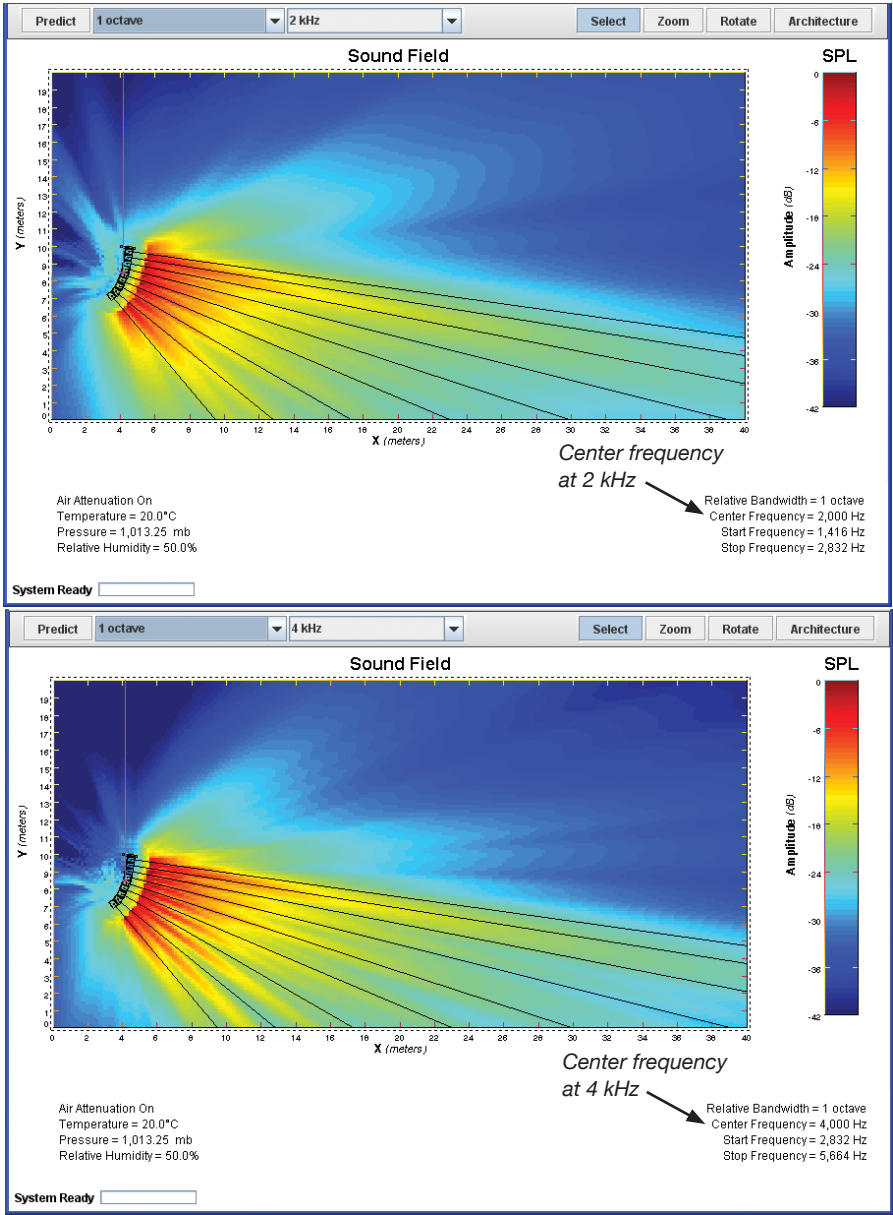 Predict 1 octave 2 kHz Select Zoom Rotate Architecture
Sound Field SPL
19
18
17
16
15
14
13
12
11
10
9
8
7
6
5
4
3
2
1
0
Y (meters)
0 2 4 6 8 10 12 14 16 18 20 22 24 26 28 30 32 34 36 38 40
X (meters)
0
-6
-12
-18
-24
-30
-36
-42
Amplitude (dB)
Center frequency
at 2 kHz
Air Attenuation On
Temperature = 20.0°C
Pressure = 1,013.25 mb
Relative Humidity = 50.0%
Relative Bandwidth = 1 octave
Center Frequency = 2,000 Hz
Start Frequency = 1,416 Hz
Stop Frequency = 2,832 Hz
System Ready
Predict 1 octave 4 kHz Select Zoom Rotate Architecture
Sound Field SPL
19
18
17
16
15
14
13
12
11
10
9
8
7
6
5
4
3
2
1
0
Y (meters)
0 2 4 6 8 10 12 14 16 18 20 22 24 26 28 30 32 34 36 38 40
X (meters)
0
-6
-12
-18
-24
-30
-36
-42
Amplitude (dB)
Center frequency
at 4 kHz
Air Attenuation On
Temperature = 20.0°C
Pressure = 1,013.25 mb
Relative Humidity = 50.0%
Relative Bandwidth = 1 octave
Center Frequency = 4,000 Hz
Start Frequency = 2,832 Hz
Stop Frequency = 5,664 Hz
System Ready